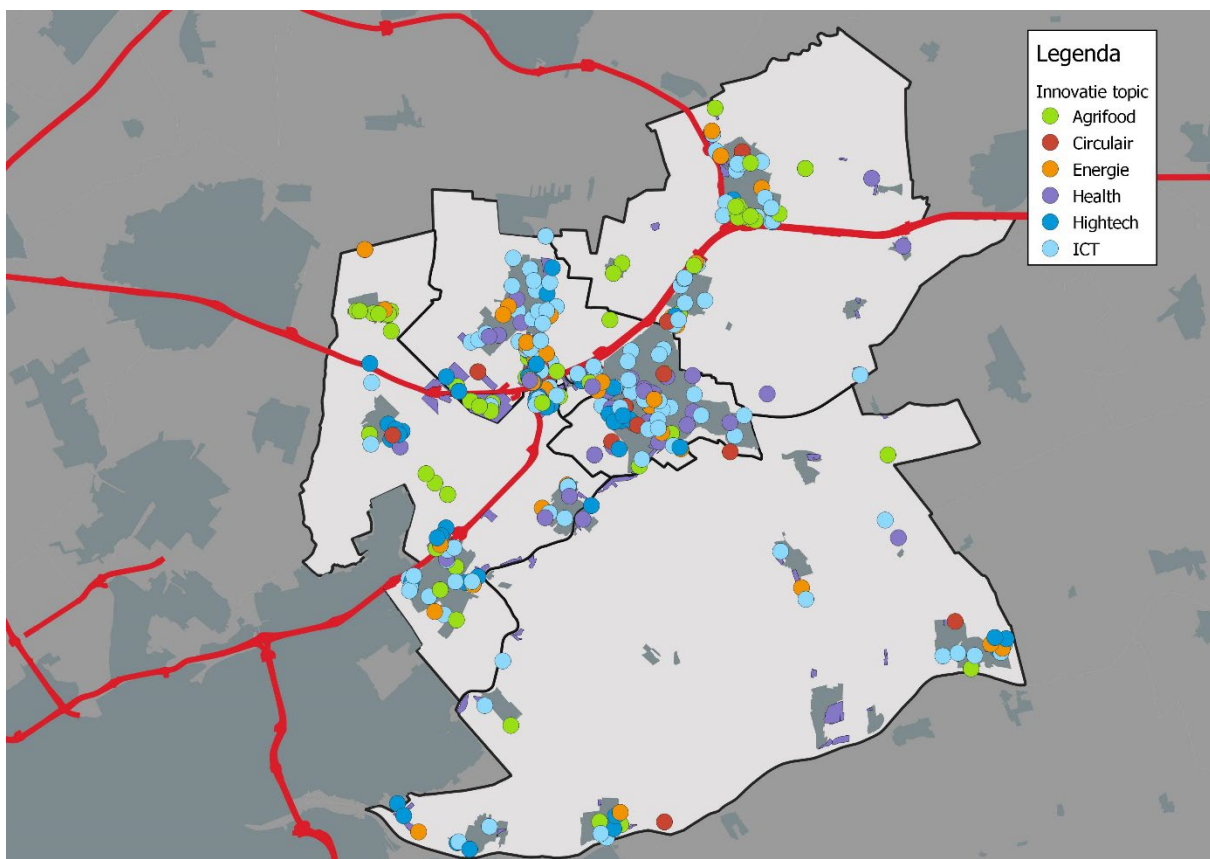 Legenda
Innovatie topic
Agrifood
Circulair
Energie
Health
Hightech
ICT